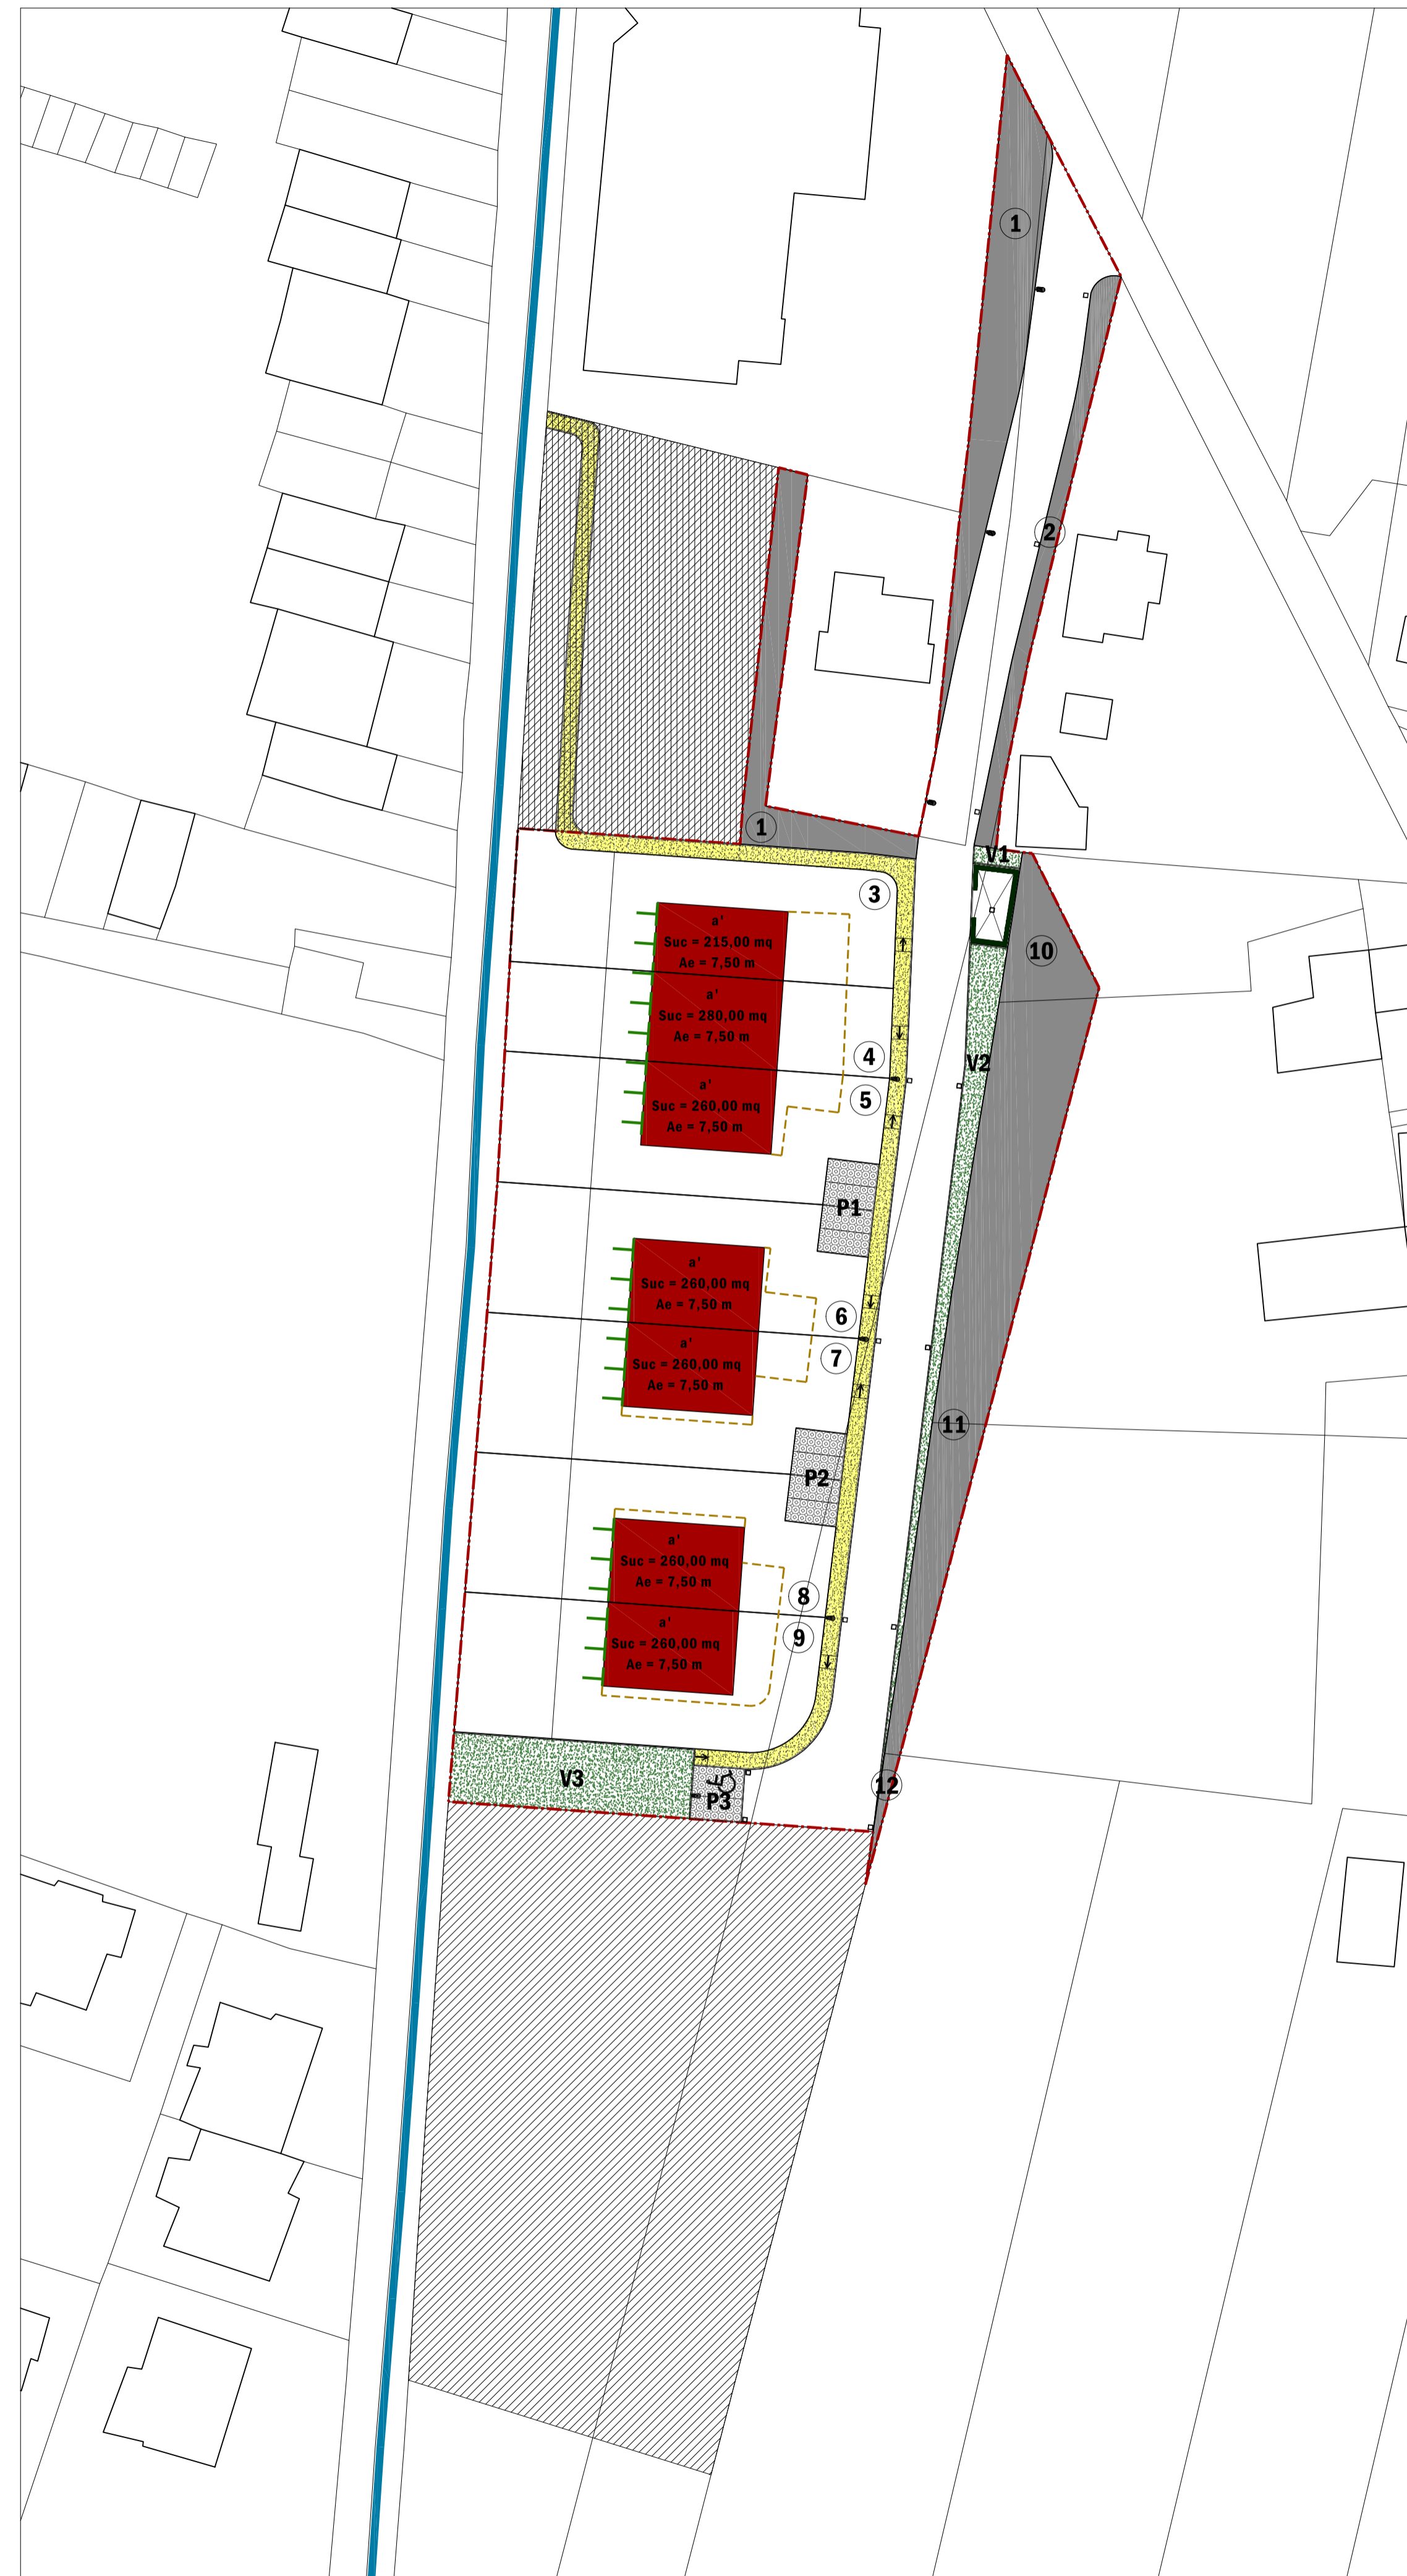 1
2
1
V1
3
a'
Suc = 215,00 mq
Ae = 7,50 m
10
a'
Suc = 280,00 mq
Ae = 7,50 m
4
V2
a'
Suc = 260,00 mq
Ae = 7,50 m
5
P1
a'
Suc = 260,00 mq
Ae = 7,50 m
6
a'
Suc = 260,00 mq
Ae = 7,50 m
7
11
P2
a'
Suc = 260,00 mq
Ae = 7,50 m
8
a'
Suc = 260,00 mq
Ae = 7,50 m
9
V3
P3
12